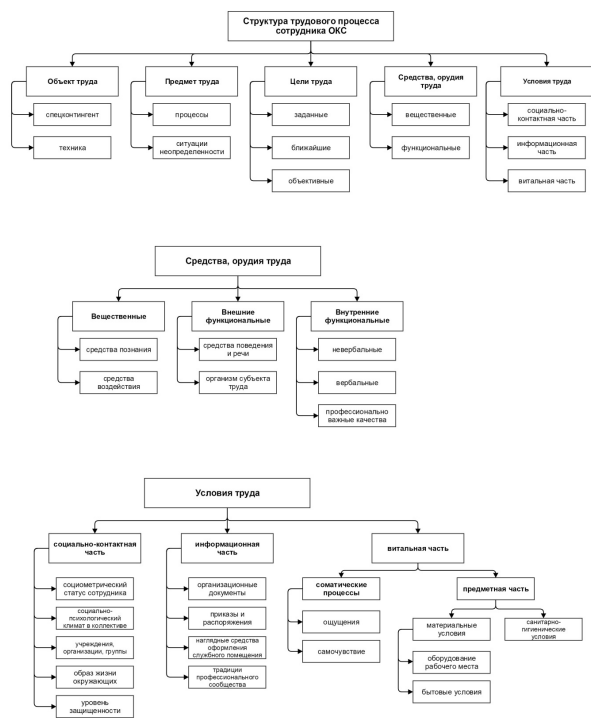 Структура трудового процесса
сотрудника ОКС
Объект труда
Предмет труда
Цели труда
Средства, орудия
труда
Условия труда
спецконтингент
процессы
заданные
вещественные
социально-
контактная часть
техника
ситуации
неопределенности
ближайшие
функциональные
информационная
часть
объективные
витальная часть
Средства, орудия труда
Вещественные
Внешние
функциональные
Внутренние
функциональные
средства познания
средства поведения
и речи
невербальные
средства
воздействия
организм субъекта
труда
вербальные
профессионально
важные качества
Условия труда
социально-контактная
часть
информационная
часть
витальная часть
социометрический
статус сотрудника
организационные
документы
соматические
процессы
предметная часть
социально-
психологический
климат в коллективе
приказы и
распоряжения
ощущения
материальные
условия
санитарно-
гигиенические
условия
учреждения,
организации, группы
наглядные средства
оформления
служебного помещения
самочувствие
оборудование
рабочего места
образ жизни
окружающих
традиции
профессионального
сообщества
бытовые условия
уровень
защищенности